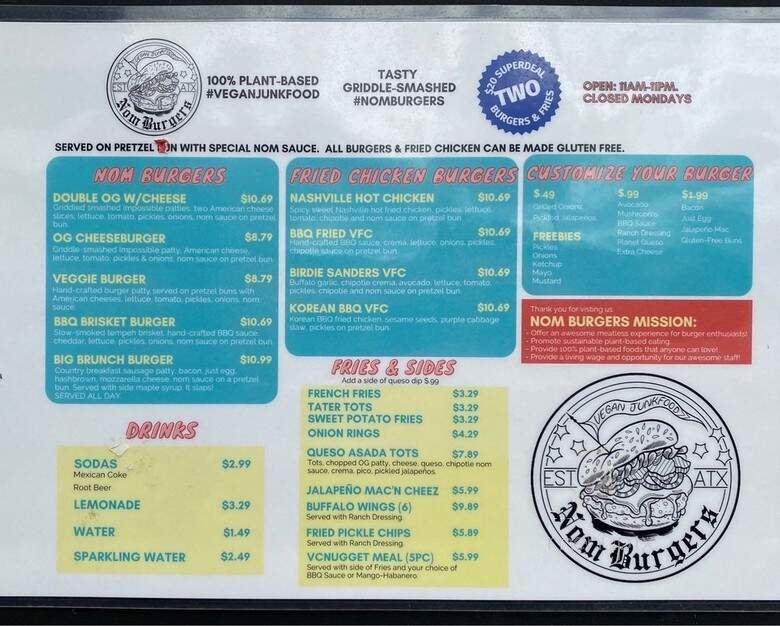 VEGAN JUNKFOOD
EST ATX
Nom Burgers
100% PLANT-BASED
#VEGANJUNKFOOD
TASTY
GRIDDLE-SMASHED
#NOMBURGERS
$20 SUPERDEAL
TWO
BURGERS & FRIES
OPEN: 11AM-11PM.
CLOSED MONDAYS
SERVED ON PRETZEL BUN WITH SPECIAL NOM SAUCE. ALL BURGERS & FRIED CHICKEN CAN BE MADE GLUTEN FREE.
NOM BURGERS
DOUBLE OG W/CHEESE $10.69
Griddled smashed impossible patties, two American cheese
slices, lettuce, tomato, pickles, onions, nom sauce on pretzel
bun.
OG CHEESEBURGER $8.79
Griddle-smashed Impossible patty, American cheese,
lettuce, tomato, pickles & onions, nom sauce on pretzel bun.
VEGGIE BURGER $8.79
Hand-crafted burger patty served on pretzel buns with
American cheeses, lettuce, tomato, pickles, onions, nom
sauce.
BBQ BRISKET BURGER $10.69
Slow-smoked tempeh brisket, hand-crafted BBQ sauce,
cheddar, lettuce, pickles, onions, nom sauce on pretzel bun.
BIG BRUNCH BURGER $10.99
Country breakfast sausage patty, bacon, just egg,
hashbrown, mozzarella cheese, nom sauce on a pretzel
bun. Served with side maple syrup. It slaps!
SERVED ALL DAY
FRIED CHICKEN BURGERS
NASHVILLE HOT CHICKEN $10.69
Spicy sweet Nashville hot fried chicken, pickles, lettuce,
tomato, chipotle and nom sauce on pretzel bun
BBQ FRIED VFC $10.69
Hand-crafted BBQ sauce, crema, lettuce, onions, pickles,
chipotle sauce on pretzel bun.
BIRDIE SANDERS VFC $10.69
Buffalo garlic, chipotle crema, avocado, lettuce, tomato,
pickles, chipotle and nom sauce on pretzel bun
KOREAN BBQ VFC $10.69
Korean BBQ fried chicken, sesame seeds, purple cabbage
slaw, pickles on pretzel bun.
CUSTOMIZE YOUR BURGER
$.49
Grilled Onions
Pickled Jalapeños
FREEBIES
Pickles
Onions
Ketchup
Mayo
Mustard
$.99
Avocado
Mushrooms
BBQ Sauce
Ranch Dressing
Planet Queso
Extra Cheese
$1.99
Bacon
Just Egg
Jalapeño Mac
Gluten-Free Buns
Thank you for visiting us.
NOM BURGERS MISSION:
- Offer an awesome meatless experience for burger enthusiasts!
- Promote sustainable plant-based eating.
- Provide 100% plant-based foods that anyone can love!
- Provide a living wage and opportunity for our awesome staff!
FRIES & SIDES
Add a side of queso dip $.99
FRENCH FRIES $3.29
TATER TOTS $3.29
SWEET POTATO FRIES $3.29
ONION RINGS $4.29
QUESO ASADA TOTS $7.89
Tots, chopped OG patty, cheese, queso, chipotle nom
sauce, crema, pico, pickled jalapeños.
JALAPEÑO MAC'N CHEEZ $5.99
BUFFALO WINGS (6) $9.89
Served with Ranch Dressing.
FRIED PICKLE CHIPS $5.89
Served with Ranch Dressing.
VCNUGGET MEAL (5PC) $5.99
Served with side of Fries and your choice of
BBQ Sauce or Mango-Habanero.
DRINKS
SODAS $2.99
Mexican Coke
Root Beer
LEMONADE $3.29
WATER $1.49
SPARKLING WATER $2.49
VEGAN JUNKFOOD
EST ATX
Nom Burgers